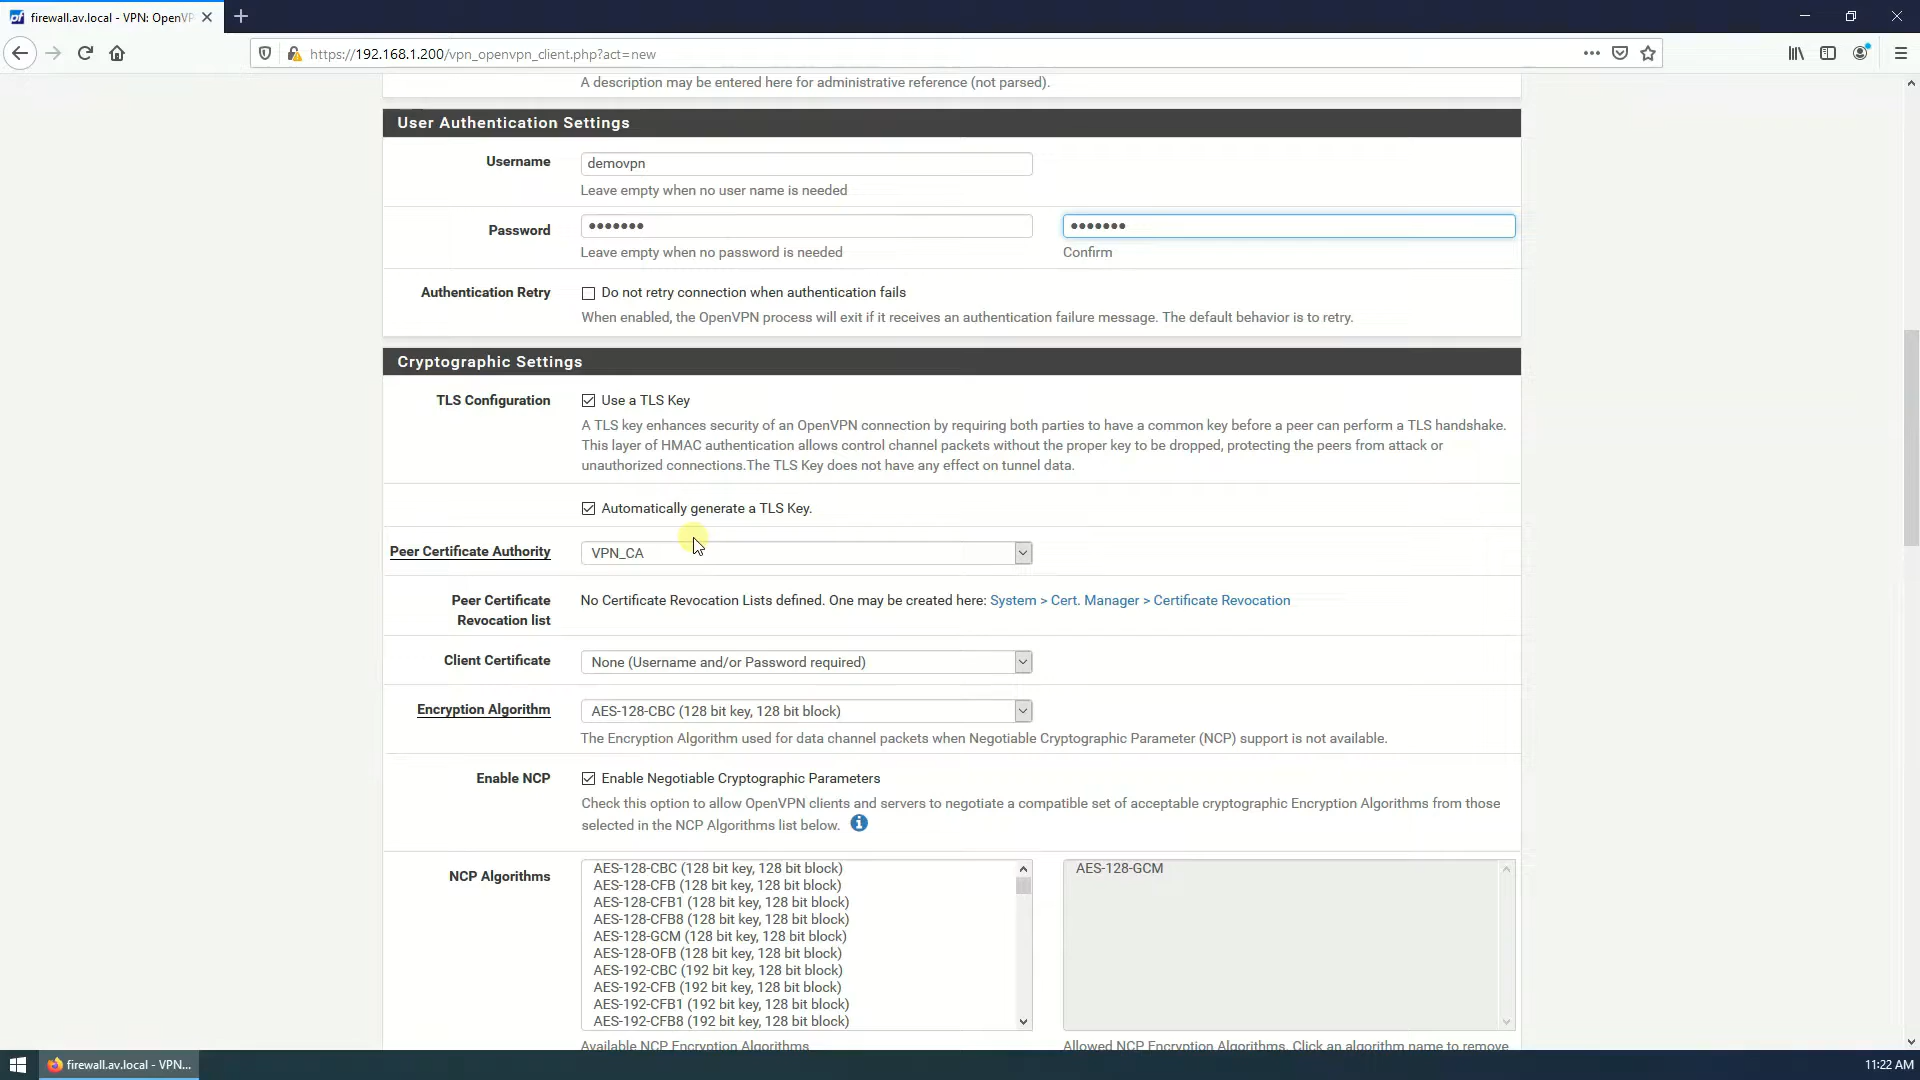 firewall.av.local - VPN: OpenVP
https://192.168.1.200/vpn_openvpn_client.php?act=new
A description may be entered here for administrative reference (not parsed).
User Authentication Settings
Username
demovpn
Leave empty when no user name is needed
Password
•••••••
•••••••
Leave empty when no password is needed
Confirm
Authentication Retry
Do not retry connection when authentication fails
When enabled, the OpenVPN process will exit if it receives an authentication failure message. The default behavior is to retry.
Cryptographic Settings
TLS Configuration
Use a TLS Key
A TLS key enhances security of an OpenVPN connection by requiring both parties to have a common key before a peer can perform a TLS handshake.
This layer of HMAC authentication allows control channel packets without the proper key to be dropped, protecting the peers from attack or
unauthorized connections.The TLS Key does not have any effect on tunnel data.
Automatically generate a TLS Key.
Peer Certificate Authority
VPN_CA
Peer Certificate
Revocation list
No Certificate Revocation Lists defined. One may be created here: System > Cert. Manager > Certificate Revocation
Client Certificate
None (Username and/or Password required)
Encryption Algorithm
AES-128-CBC (128 bit key, 128 bit block)
The Encryption Algorithm used for data channel packets when Negotiable Cryptographic Parameter (NCP) support is not available.
Enable NCP
Enable Negotiable Cryptographic Parameters
Check this option to allow OpenVPN clients and servers to negotiate a compatible set of acceptable cryptographic Encryption Algorithms from those
selected in the NCP Algorithms list below.
NCP Algorithms
AES-128-CBC (128 bit key, 128 bit block)
AES-128-CFB (128 bit key, 128 bit block)
AES-128-CFB1 (128 bit key, 128 bit block)
AES-128-CFB8 (128 bit key, 128 bit block)
AES-128-GCM (128 bit key, 128 bit block)
AES-128-OFB (128 bit key, 128 bit block)
AES-192-CBC (192 bit key, 128 bit block)
AES-192-CFB (192 bit key, 128 bit block)
AES-192-CFB1 (192 bit key, 128 bit block)
AES-192-CFB8 (192 bit key, 128 bit block)
AES-128-GCM
Available NCP Encryption Algorithms
Allowed NCP Encryption Algorithms. Click an algorithm name to remove
firewall.av.local - VPN...
11:22 AM